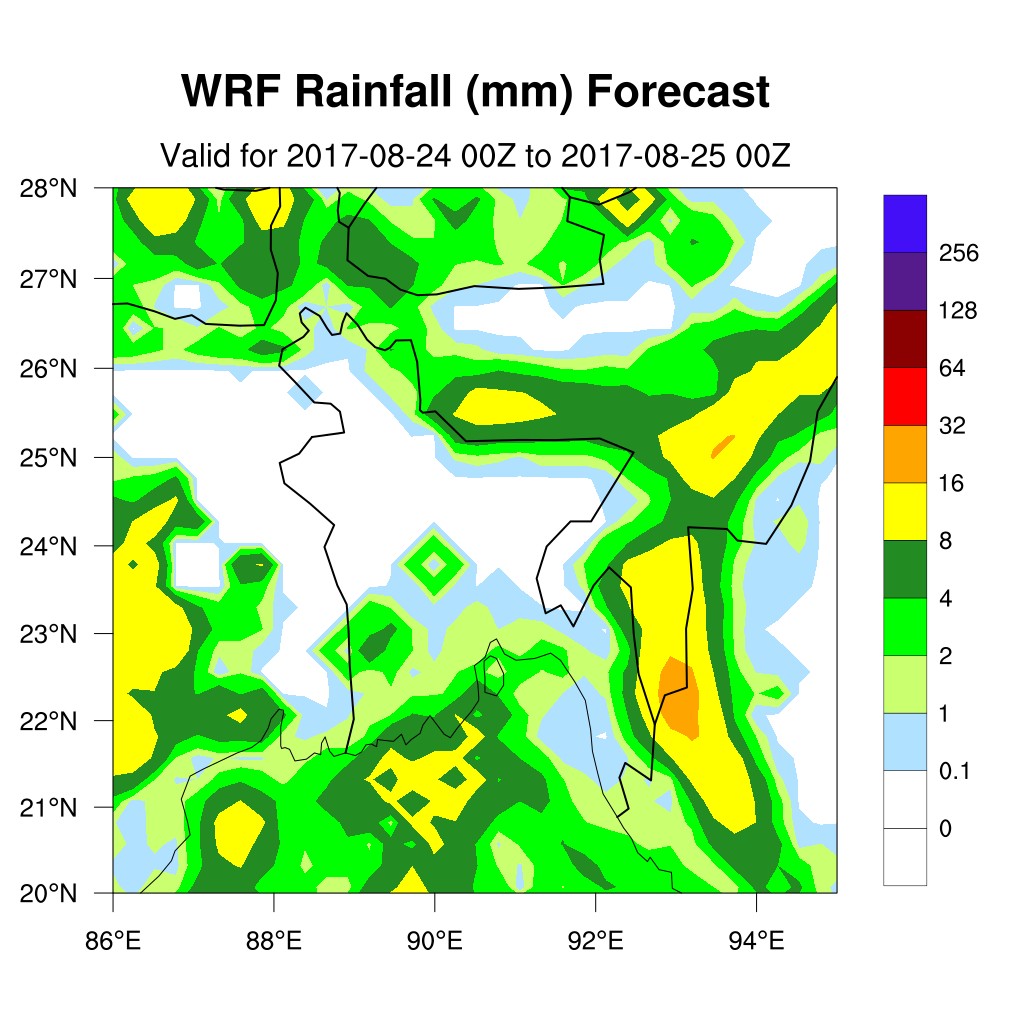 WRF Rainfall (mm) Forecast
Valid for 2017-08-24 00Z to 2017-08-25 00Z
28°N
27°N
26°N
25°N
24°N
23°N
22°N
21°N
20°N
86°E 88°E 90°E 92°E 94°E
256
128
64
32
16
8
4
2
1
0.1
0